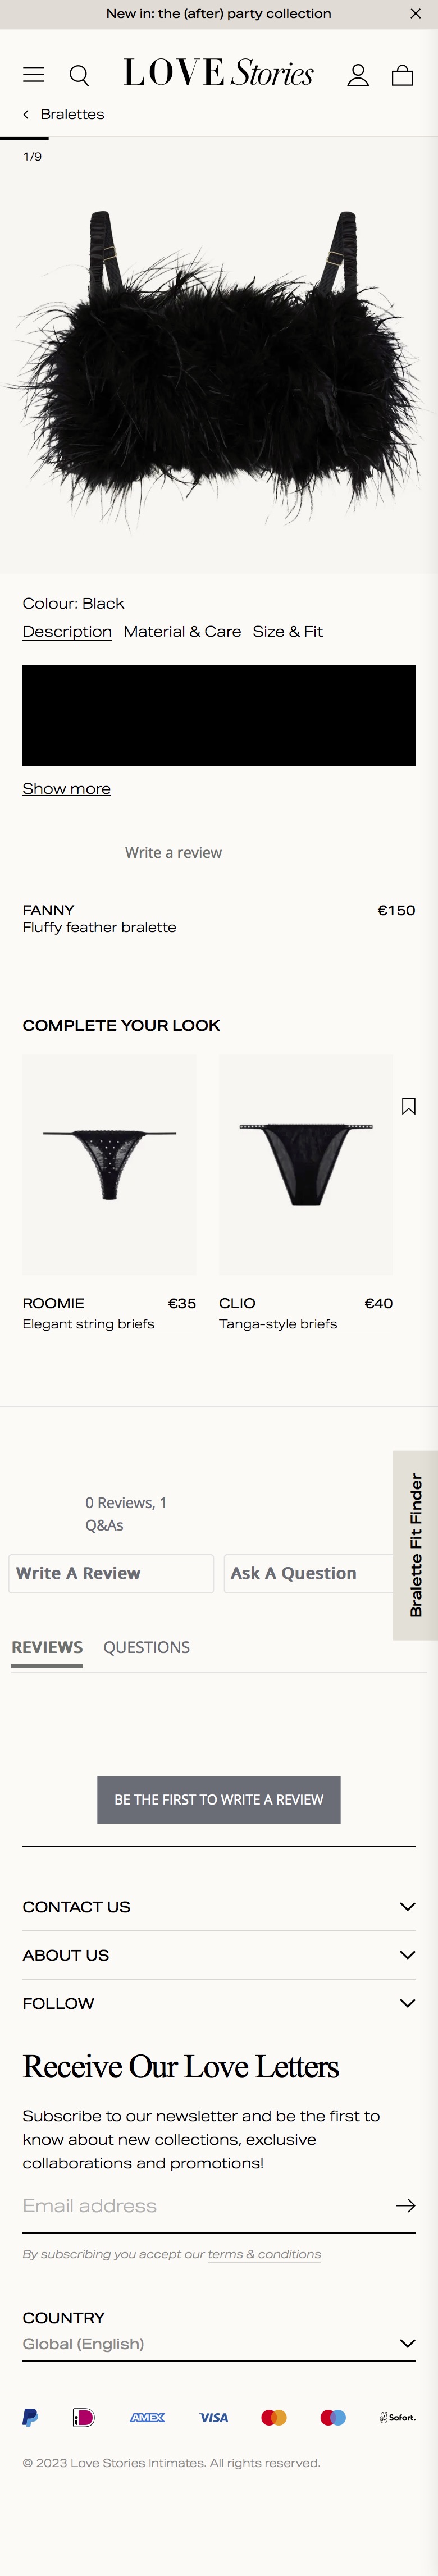 New in: the (after) party collection
LOVE Stories
Bralettes
1/9
Colour: Black
Description Material & Care Size & Fit
Show more
Write a review
FANNY €150
Fluffy feather bralette
COMPLETE YOUR LOOK
ROOMIE €35 CLIO €40
Elegant string briefs Tanga-style briefs
Bralette Fit Finder
0 Reviews, 1
Q&As
Write A Review Ask A Question
REVIEWS QUESTIONS
BE THE FIRST TO WRITE A REVIEW
CONTACT US
ABOUT US
FOLLOW
Receive Our Love Letters
Subscribe to our newsletter and be the first to
know about new collections, exclusive
collaborations and promotions!
Email address
By subscribing you accept our terms & conditions
COUNTRY
Global (English)
AMEX VISA Sofort.
© 2023 Love Stories Intimates. All rights reserved.